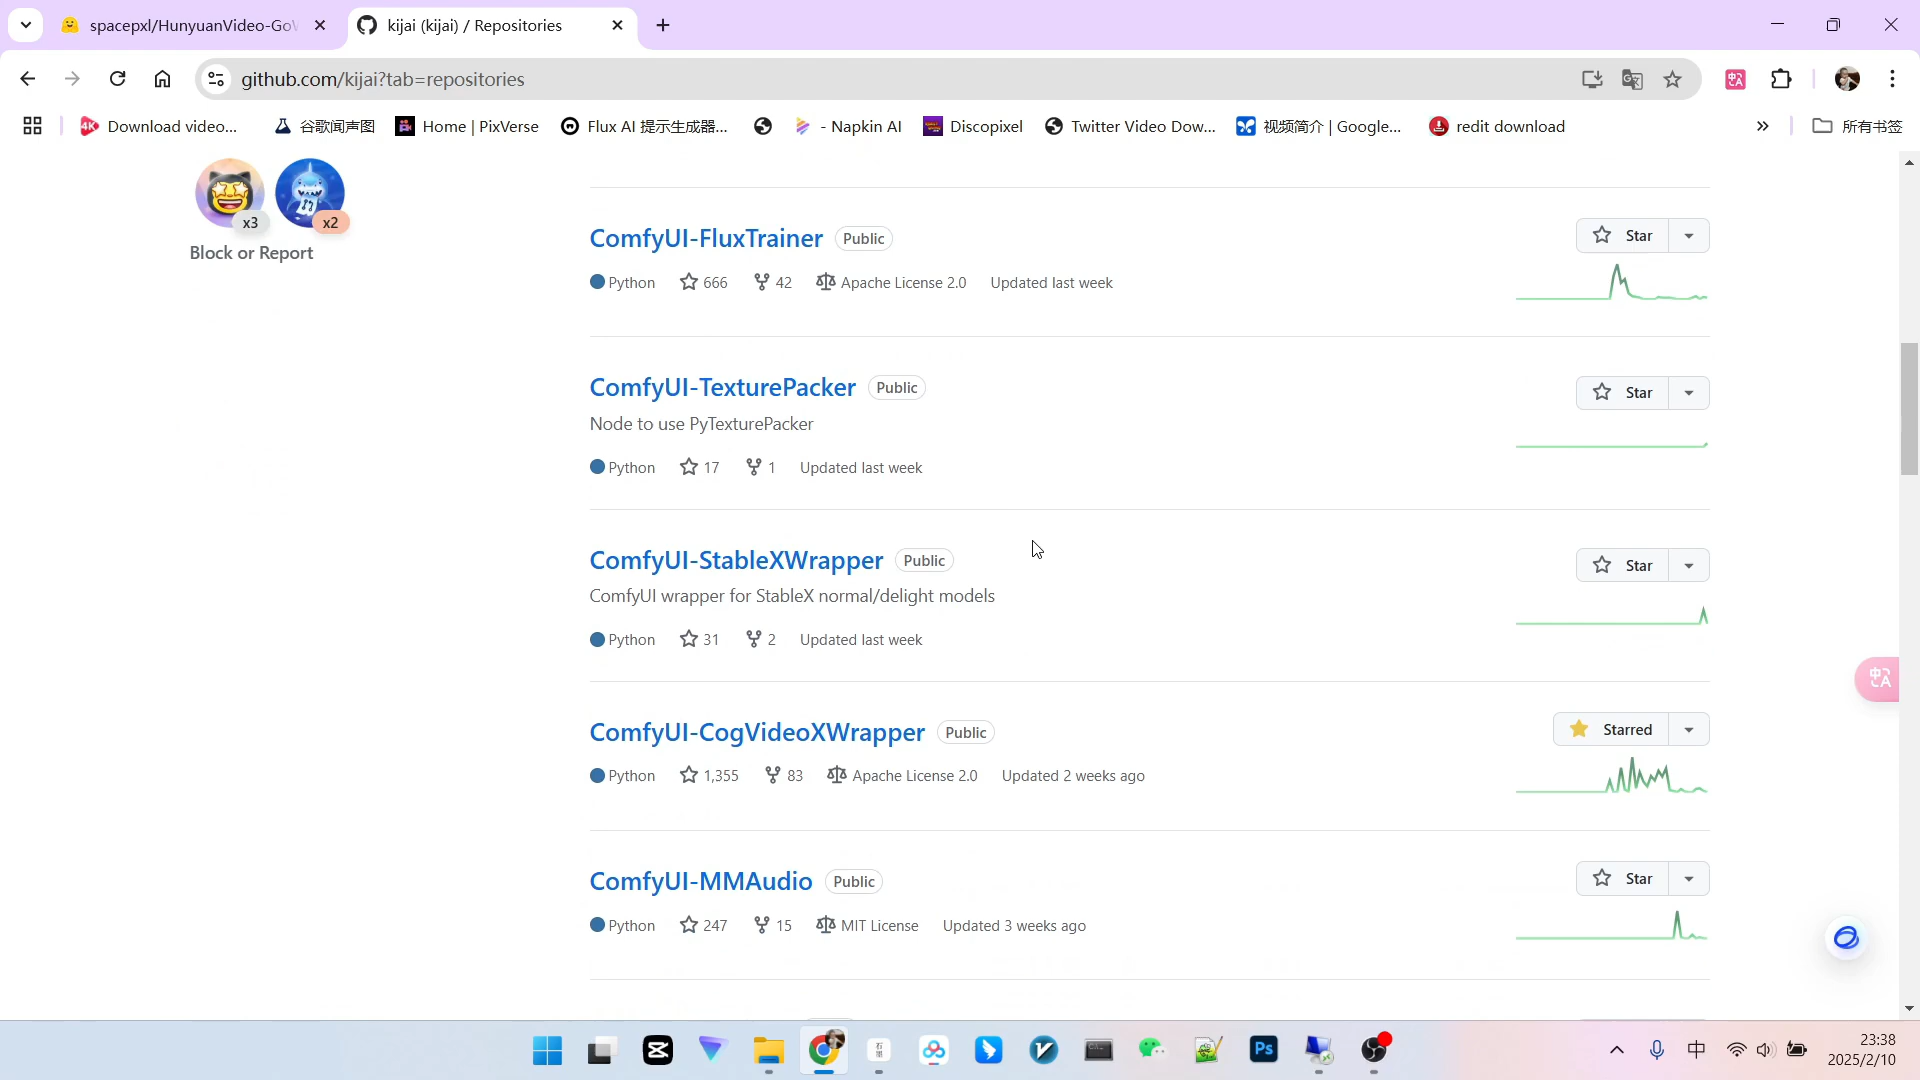 spacepxl/HunyuanVideo-Go
kijai (kijai) / Repositories
github.com/kijai?tab=repositories
Download video...
谷歌闻声图
Home | PixVerse
Flux AI 提示生成器...
- Napkin AI
Discopixel
Twitter Video Dow...
视频简介 | Google...
redit download
所有书签
x3
x2
Block or Report
ComfyUI-FluxTrainer
Public
Star
Python
666
42
Apache License 2.0
Updated last week
ComfyUI-TexturePacker
Public
Star
Node to use PyTexturePacker
Python
17
1
Updated last week
ComfyUI-StableXWrapper
Public
Star
ComfyUI wrapper for StableX normal/delight models
Python
31
2
Updated last week
ComfyUI-CogVideoXWrapper
Public
Starred
Python
1,355
83
Apache License 2.0
Updated 2 weeks ago
ComfyUI-MMAudio
Public
Star
Python
247
15
MIT License
Updated 3 weeks ago
中
23:38
2025/2/10